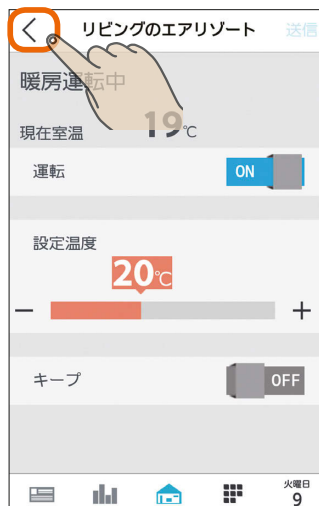 リビングのエアリゾート 送信
暖房運転中
現在室温 19℃
運転 ON
設定温度
20℃
キープ OFF
火曜日
9